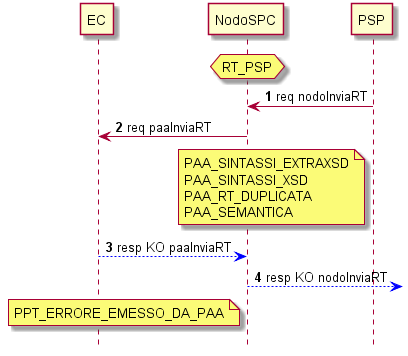 EC NodoSPC PSP
RT_PSP
1 req nodoInviaRT
2 req paaInviaRT
PAA_SINTASSI_EXTRAXSD
PAA_SINTASSI_XSD
PAA_RT_DUPLICATA
PAA_SEMANTICA
3 resp KO paaInviaRT
4 resp KO nodoInviaRT
PPT_ERRORE_EMESSO_DA_PAA